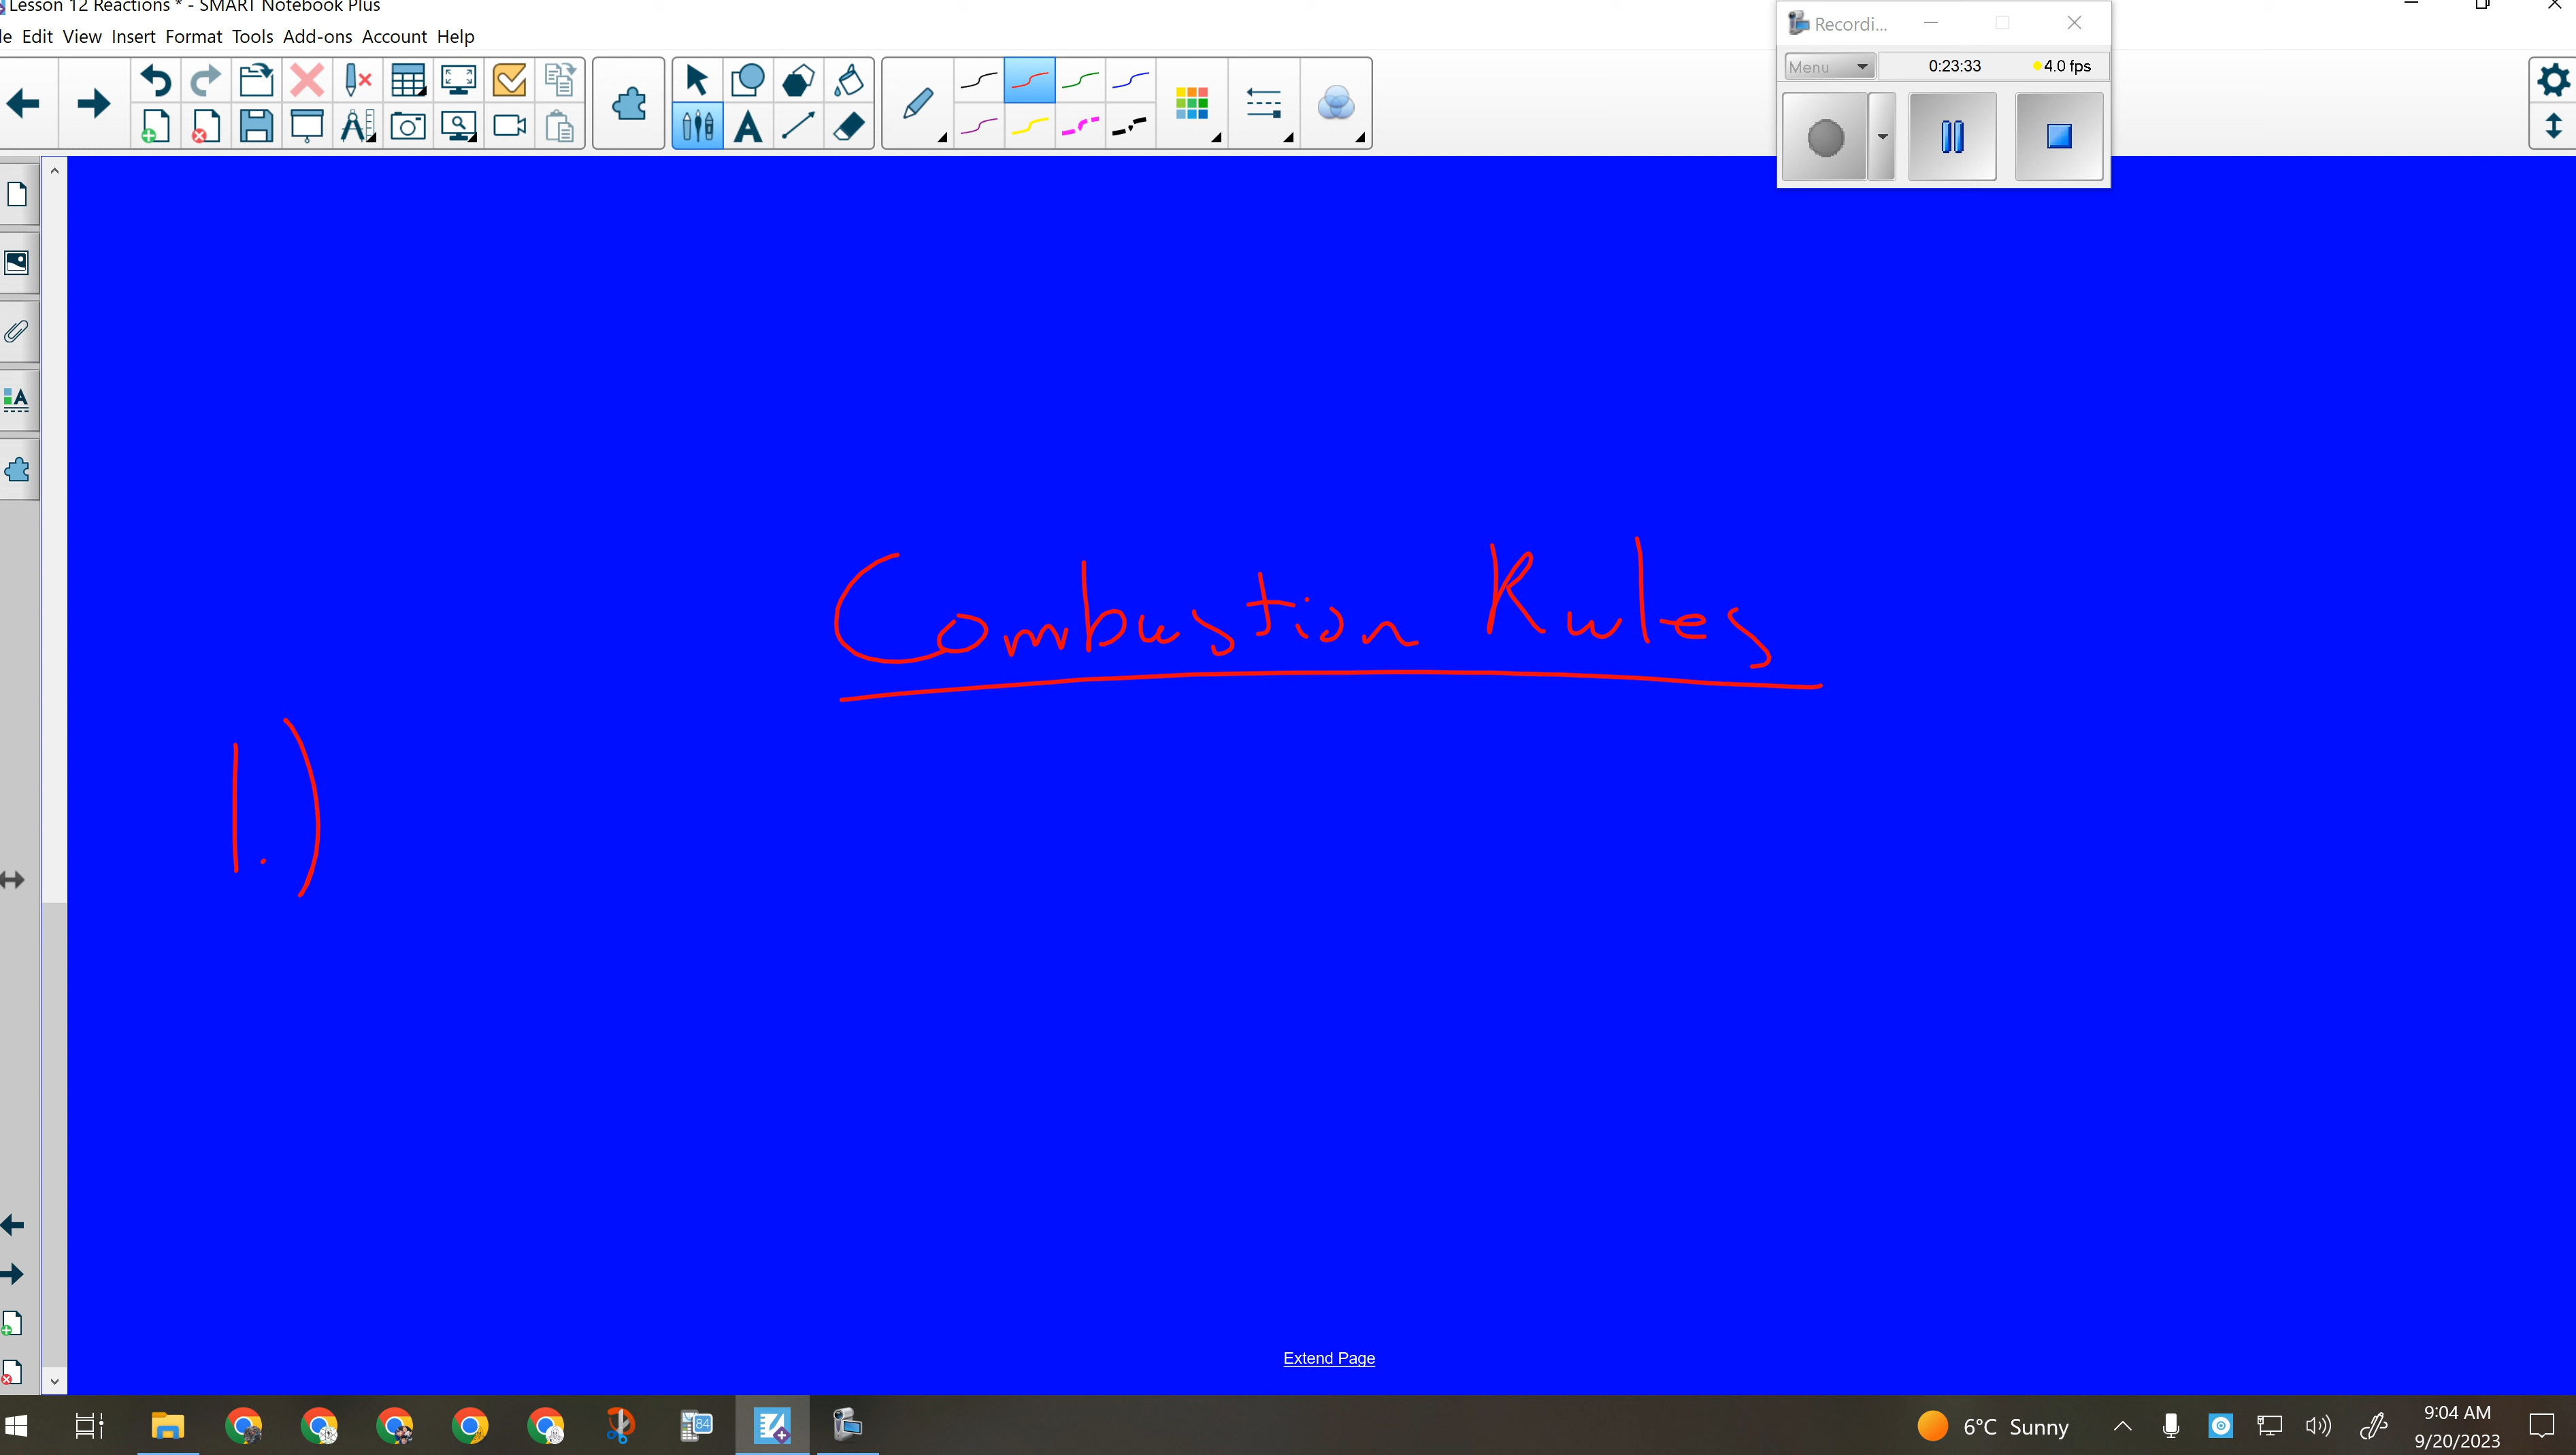 Lesson 12 Reactions * - SMART Notebook Plus
le Edit View Insert Format Tools Add-ons Account Help
Recordi...
Menu 0:23:33 4.0 fps
Combustion Rules
1.)
Extend Page
84
6°C Sunny
9:04 AM
9/20/2023